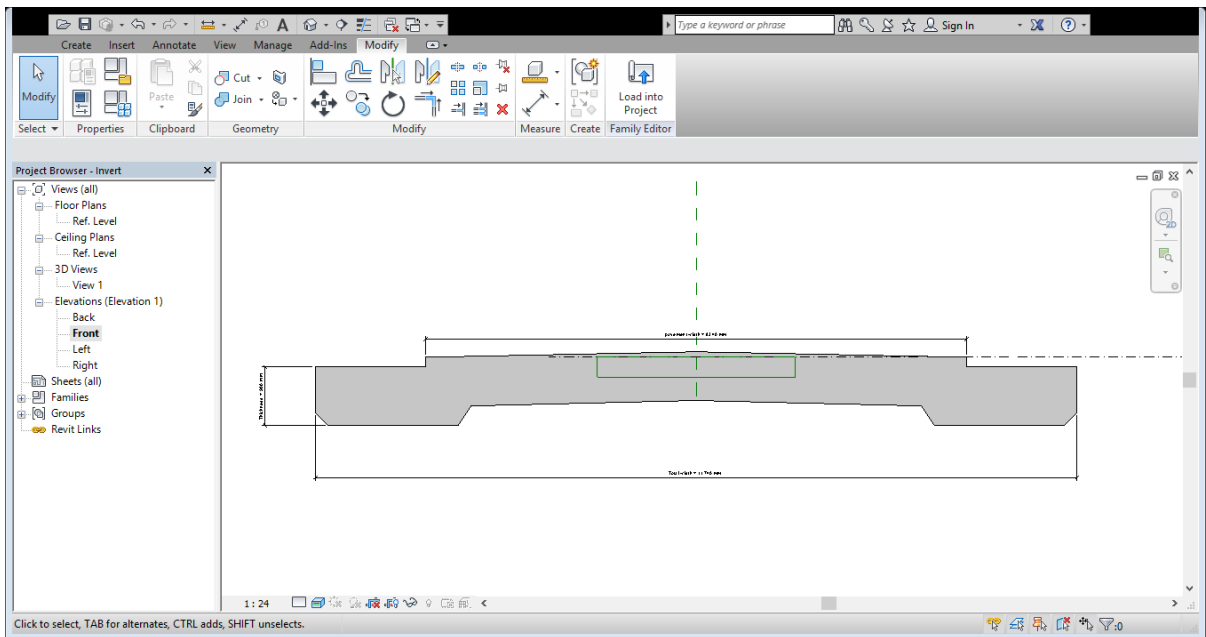 Type a keyword or phrase
Sign In
Create Insert Annotate View Manage Add-Ins Modify
Modify
Paste
Cut
Join
Load into
Project
Select Properties Clipboard Geometry Modify Measure Create Family Editor
Project Browser - Invert
Views (all)
Floor Plans
Ref. Level
Ceiling Plans
Ref. Level
3D Views
View 1
Elevations (Elevation 1)
Back
Front
Left
Right
Sheets (all)
Families
Groups
Revit Links
2D
1 : 24
Click to select, TAB for alternates, CTRL adds, SHIFT unselects.
:0